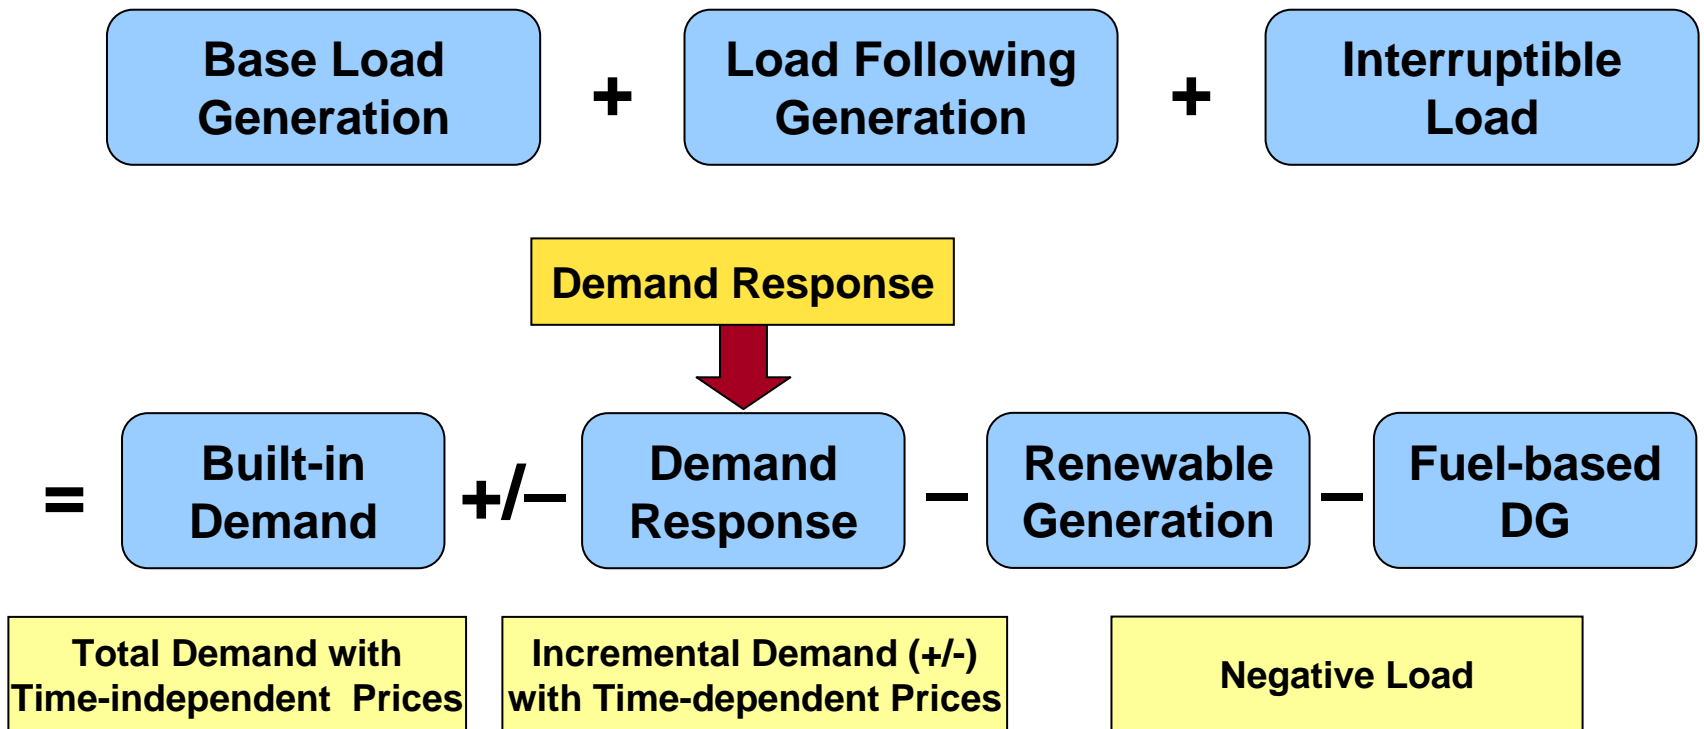 Base Load
Generation
+
Load Following
Generation
+
Interruptible
Load
Demand Response
=
Built-in
Demand
+/–
Demand
Response
–
Renewable
Generation
–
Fuel-based
DG
Total Demand with
Time-independent Prices
Incremental Demand (+/-)
with Time-dependent Prices
Negative Load